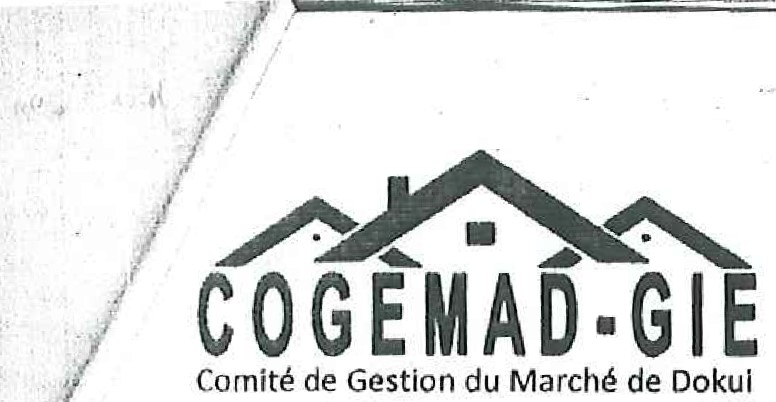 COGEMAD-GIE
Comité de Gestion du Marché de Dokui